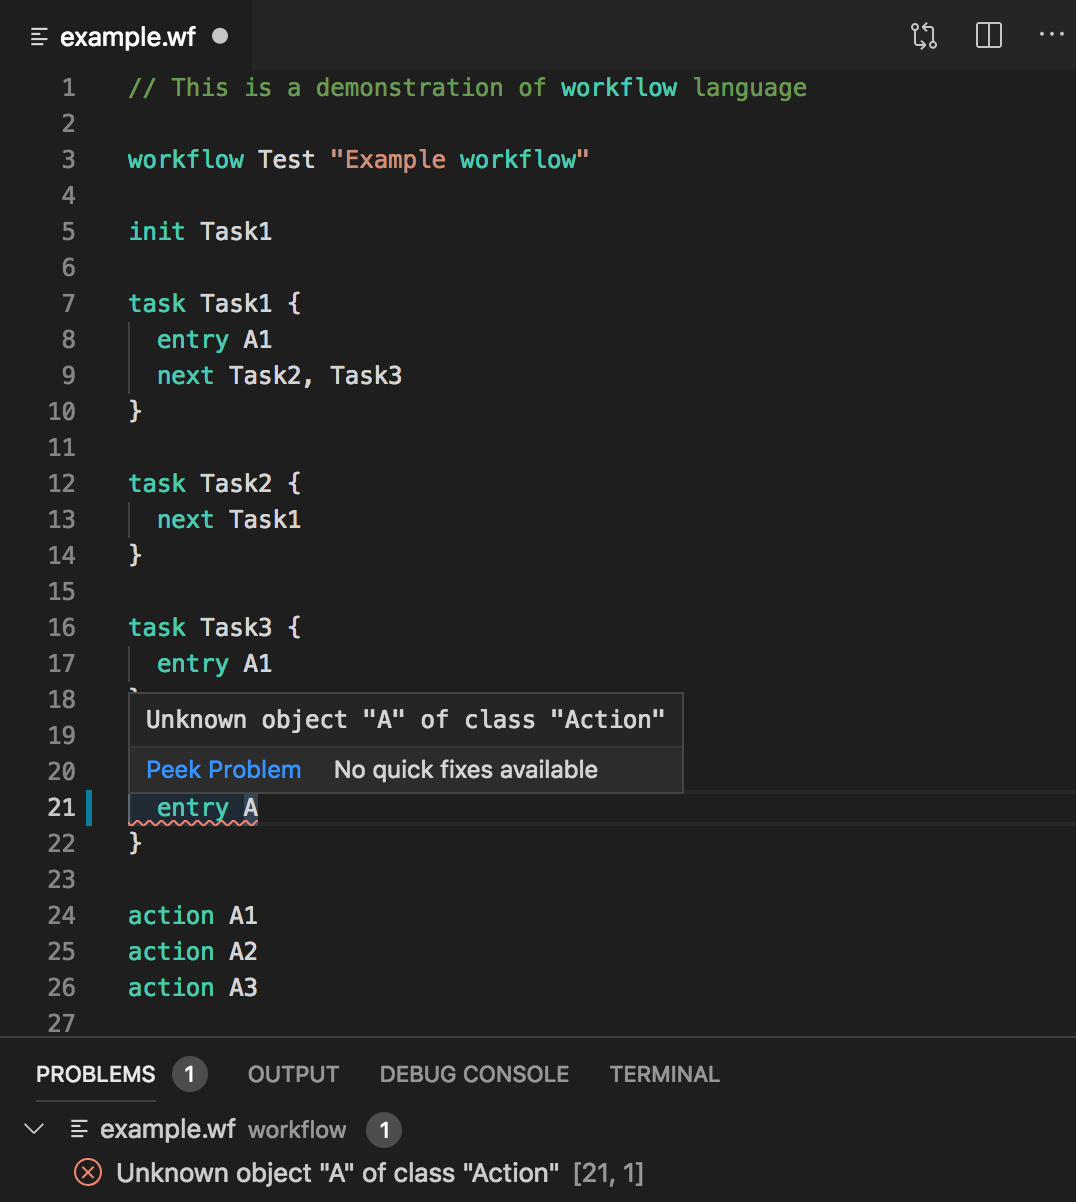 example.wf
1 // This is a demonstration of workflow language
2
3 workflow Test "Example workflow"
4
5 init Task1
6
7 task Task1 {
8 entry A1
9 next Task2, Task3
10 }
11
12 task Task2 {
13 next Task1
14 }
15
16 task Task3 {
17 entry A1
18
Unknown object "A" of class "Action"
19
20
Peek Problem No quick fixes available
21 entry A
22 }
23
24 action A1
25 action A2
26 action A3
27
PROBLEMS 1 OUTPUT DEBUG CONSOLE TERMINAL
example.wf workflow 1
Unknown object "A" of class "Action" [21, 1]